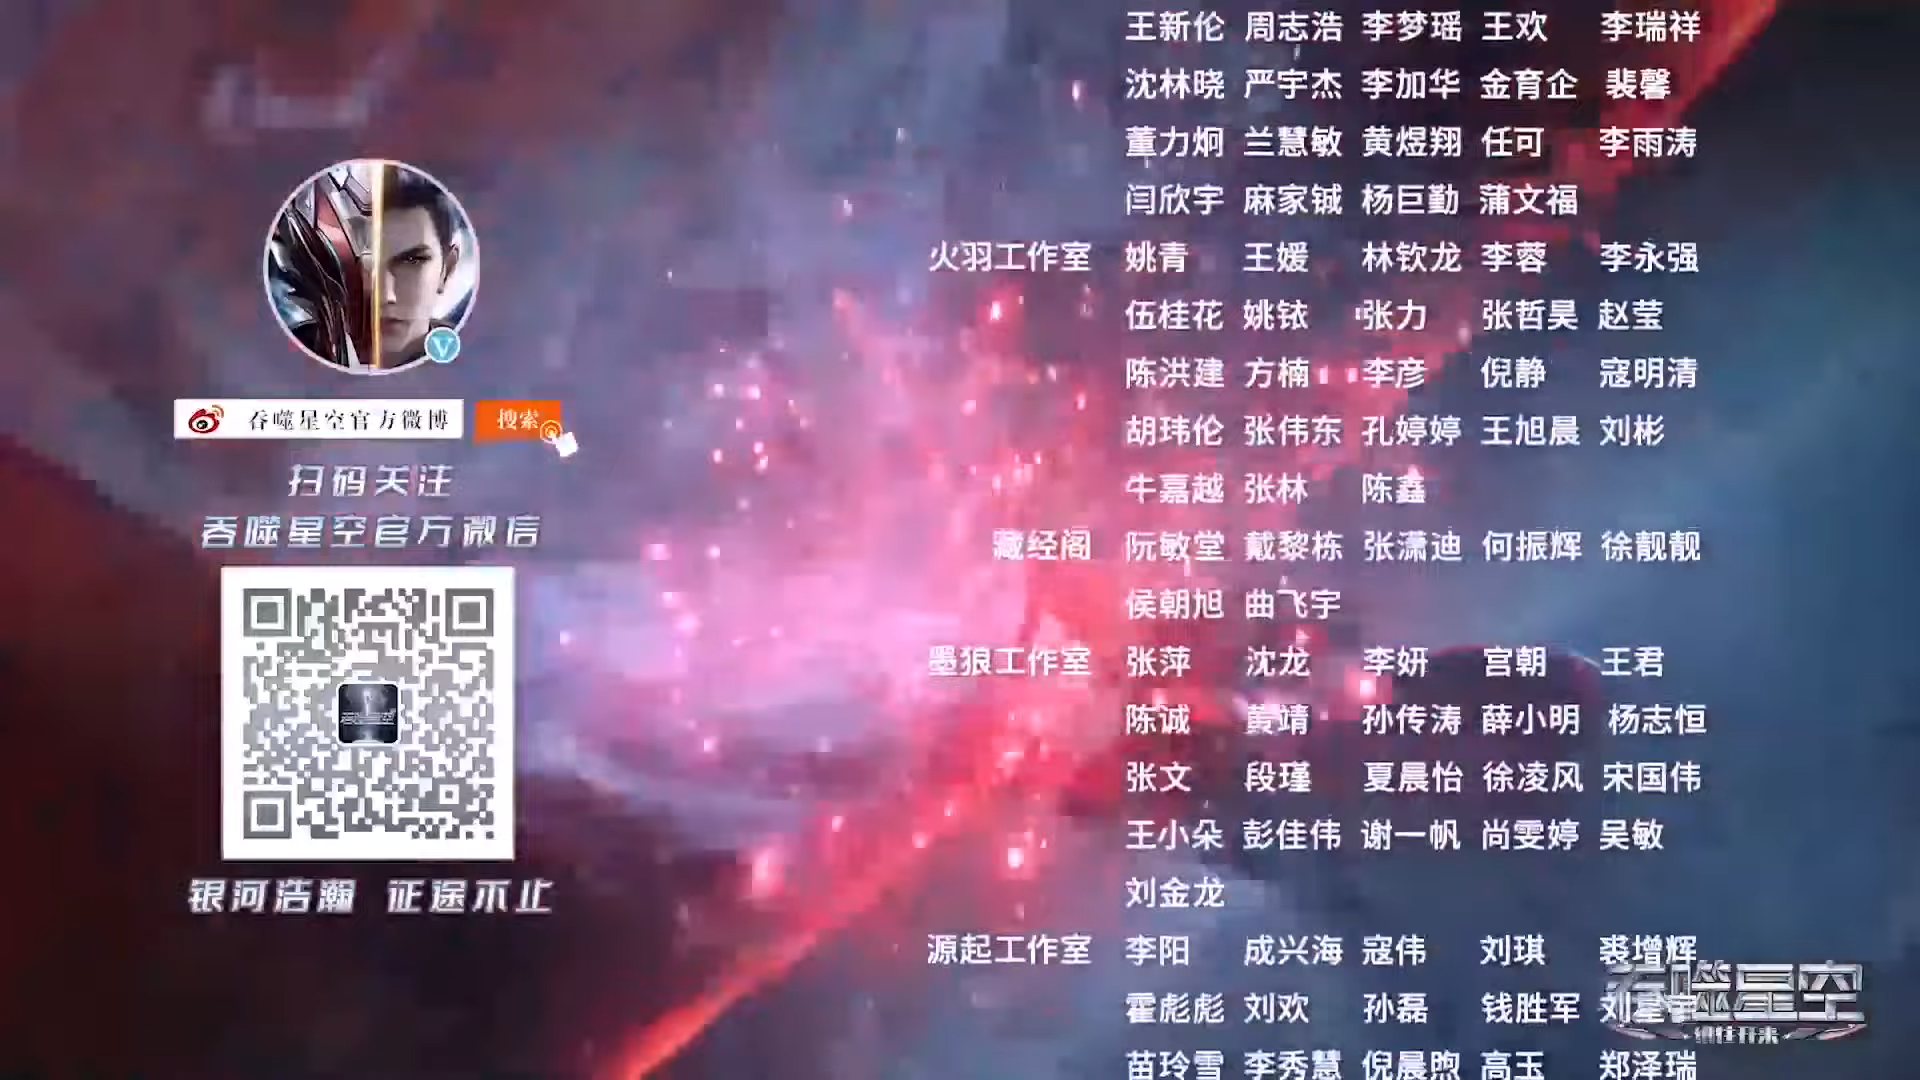 吞噬星空官方微博 搜索
扫码关注
吞噬星空官方微信
银河浩瀚 征途不止
王新伦 周志浩 李梦瑶 王欢 李瑞祥
沈林晓 严宇杰 李加华 金育企 裴馨
董力炯 兰慧敏 黄煜翔 任可 李雨涛
闫欣宇 麻家铖 杨巨勤 蒲文福
火羽工作室 姚青 王媛 林钦龙 李蓉 李永强
伍桂花 姚铱 张力 张哲昊 赵莹
陈洪建 方楠 李彦 倪静 寇明清
胡玮伦 张伟东 孔婷婷 王旭晨 刘彬
牛嘉越 张林 陈鑫
藏经阁 阮敏堂 戴黎栋 张潇迪 何振辉 徐靓靓
侯朝旭 曲飞宇
墨狼工作室 张萍 沈龙 李妍 宫朝 王君
陈诚 黄靖 孙传涛 薛小明 杨志恒
张文 段瑾 夏晨怡 徐凌风 宋国伟
王小朵 彭佳伟 谢一帆 尚雯婷 吴敏
刘金龙
源起工作室 李阳 成兴海 寇伟 刘琪 裘增辉
霍彪彪 刘欢 孙磊 钱胜军 刘星宇
苗玲雪 李秀慧 倪晨煦 高玉 郑泽瑞
吞噬星空
继往开来